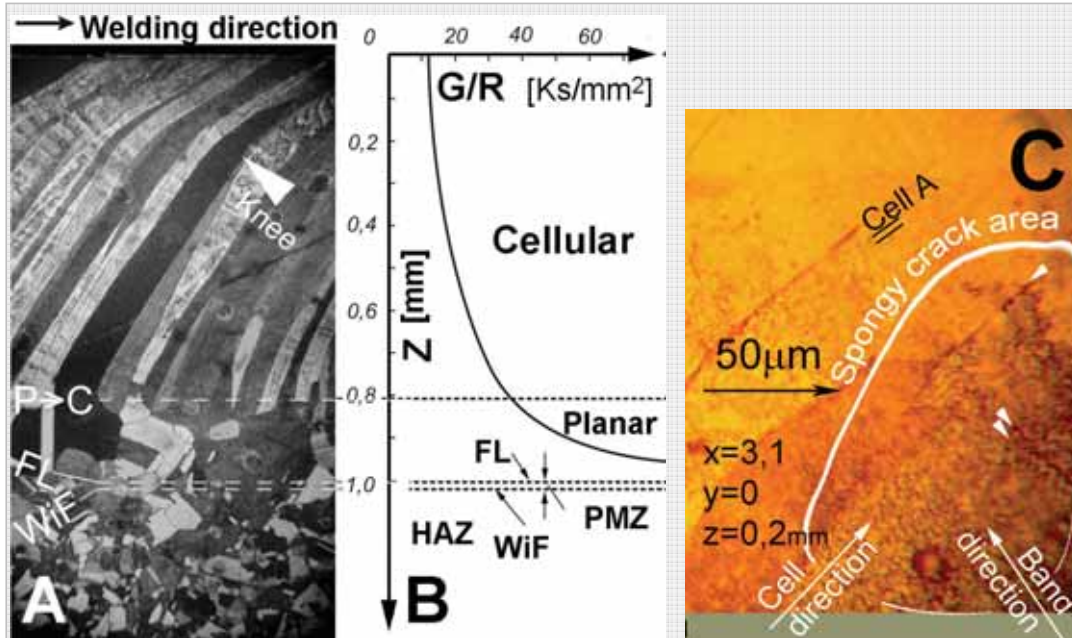 Welding direction
Knee
P C
FL
WiF
A
0 20 40 60
0
G/R [Ks/mm²]
0,2
0,4
0,6
0,8
1,0
Z [mm]
Cellular
Planar
FL
HAZ WiF PMZ
B
C
Cell A
Spongy crack area
50µm
x=3,1
y=0
z=0,2mm
Cell direction
Band direction